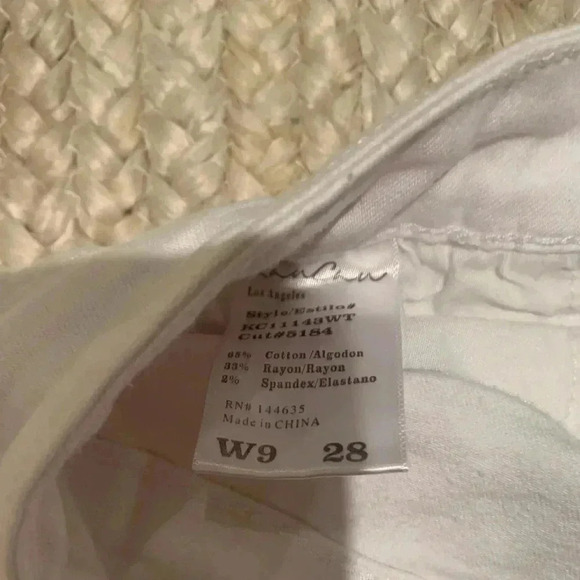 Los Angeles
Style/Estilo#
KC11143WT
Cut#5184
65% Cotton/Algodon
33% Rayon/Rayon
2% Spandex/Elastano
RN# 144635
Made in CHINA
W9 28